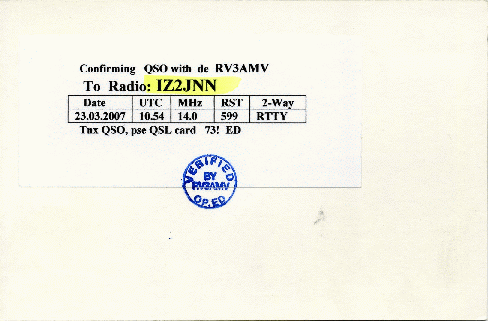 Confirming QSO with de RV3AMV
To Radio: IZ2JNN
Date UTC MHz RST 2-Way
23.03.2007 10.54 14.0 599 RTTY
Tnx QSO, pse QSL card 73! ED
VERIFIED
BY
RV3AMV
OP.ED